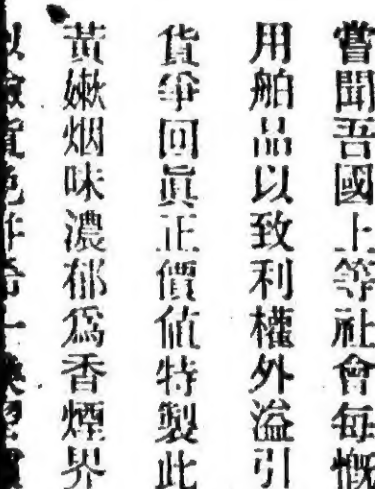 嘗聞吾國上等社會每慨
用舶品以致利權外溢引
貨爭回眞正價值特製此
黃嫰烟味濃郁爲香煙界